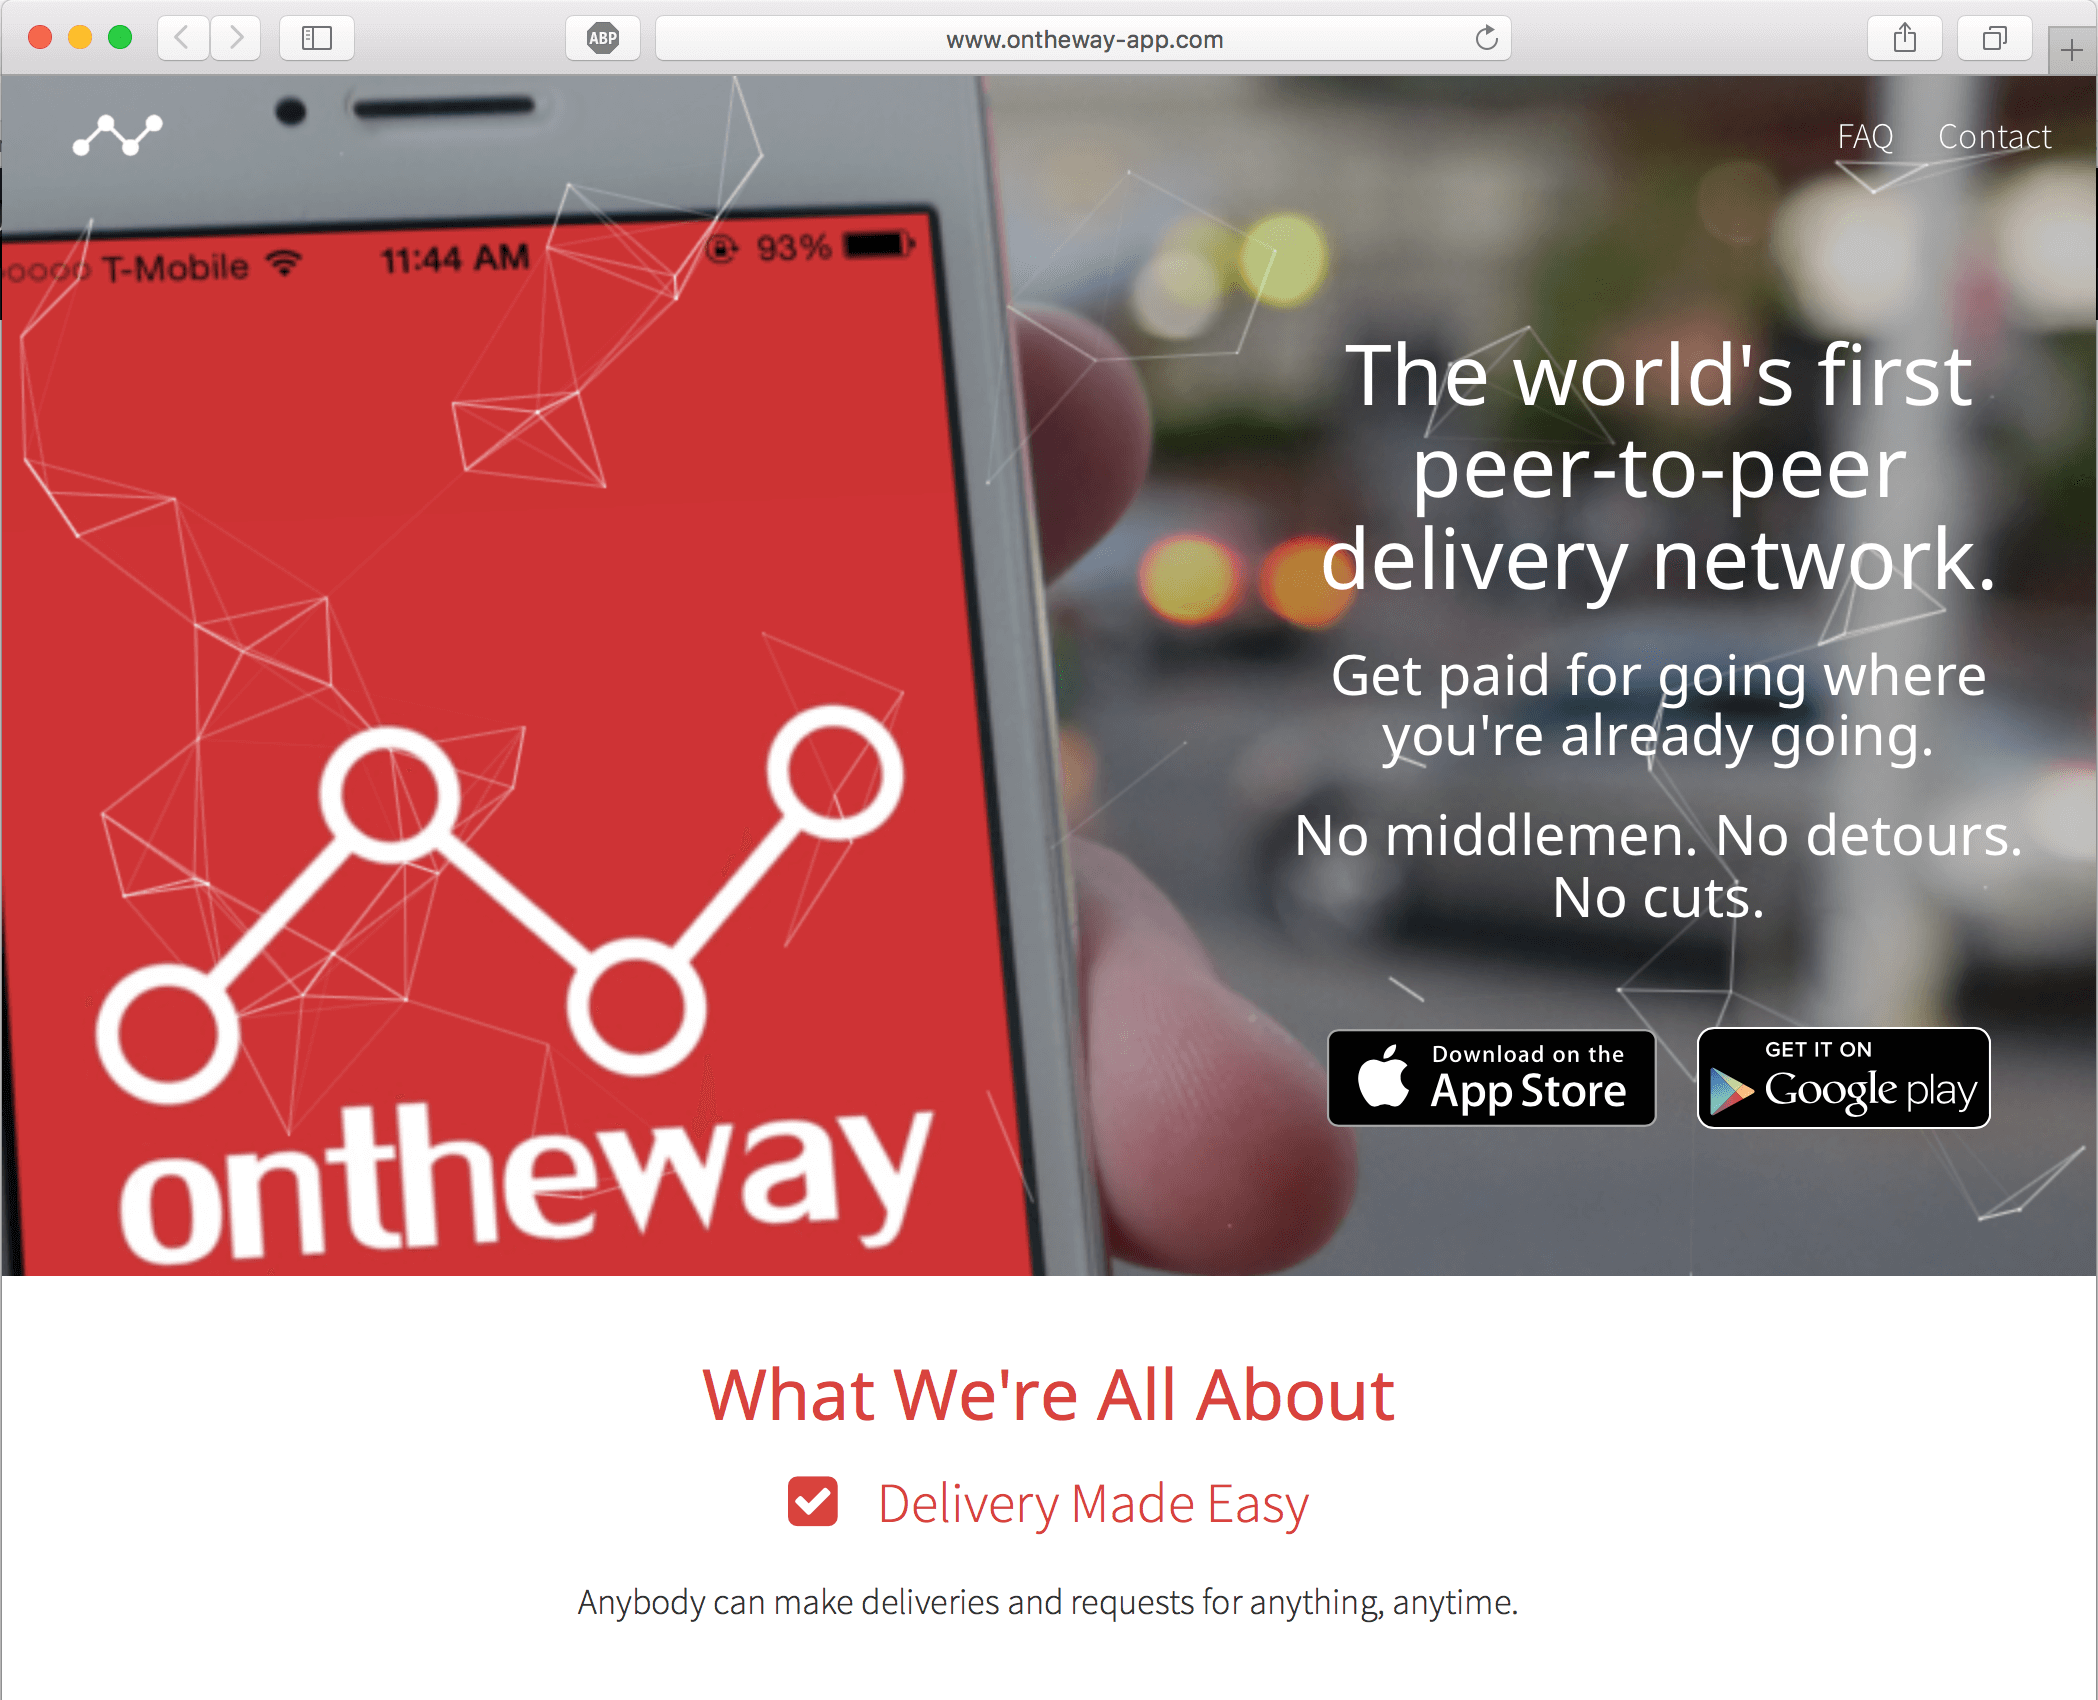 ABP
www.ontheway-app.com
FAQ Contact
T-Mobile 11:44 AM 93%
The world's first
peer-to-peer
delivery network.
Get paid for going where
you're already going.
No middlemen. No detours.
No cuts.
Download on the
App Store
GET IT ON
Google play
ontheway
What We're All About
Delivery Made Easy
Anybody can make deliveries and requests for anything, anytime.